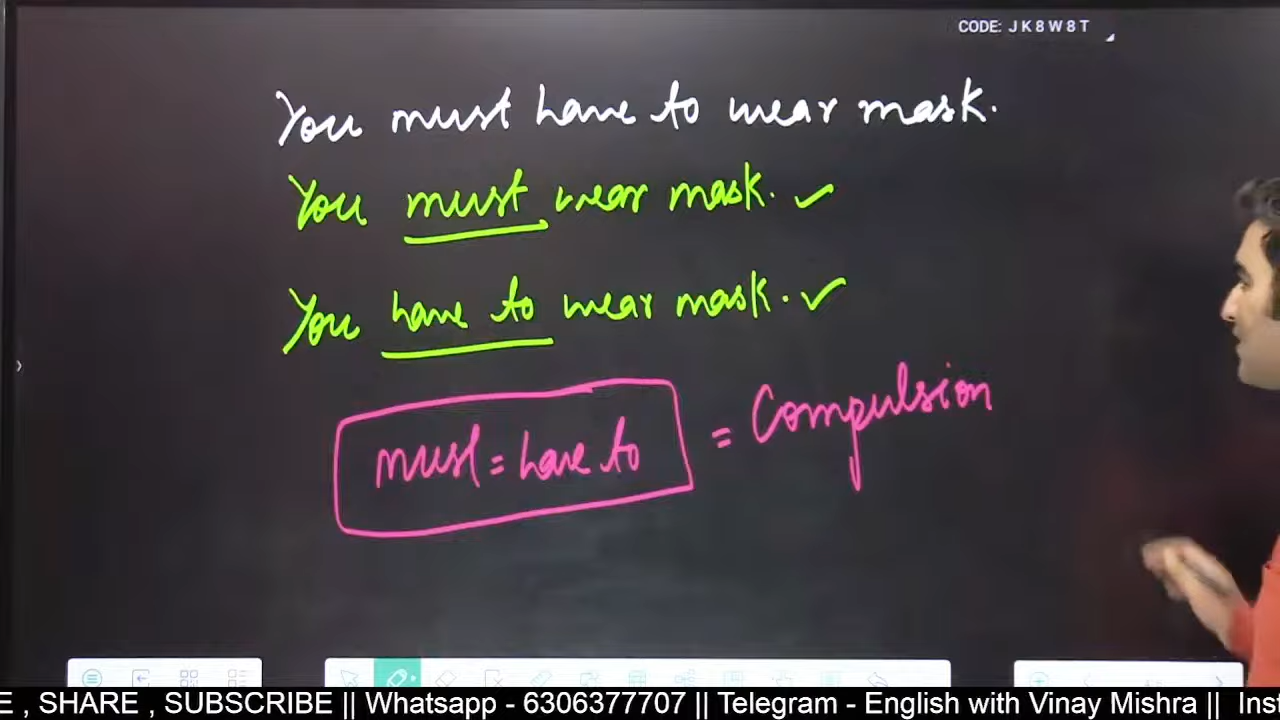 CODE: JK8W8T
You must have to wear mask.
You must wear mask. ✓
You have to wear mask. ✓
must = have to = Compulsion
E , SHARE , SUBSCRIBE || Whatsapp - 6306377707 || Telegram - English with Vinay Mishra || Inst